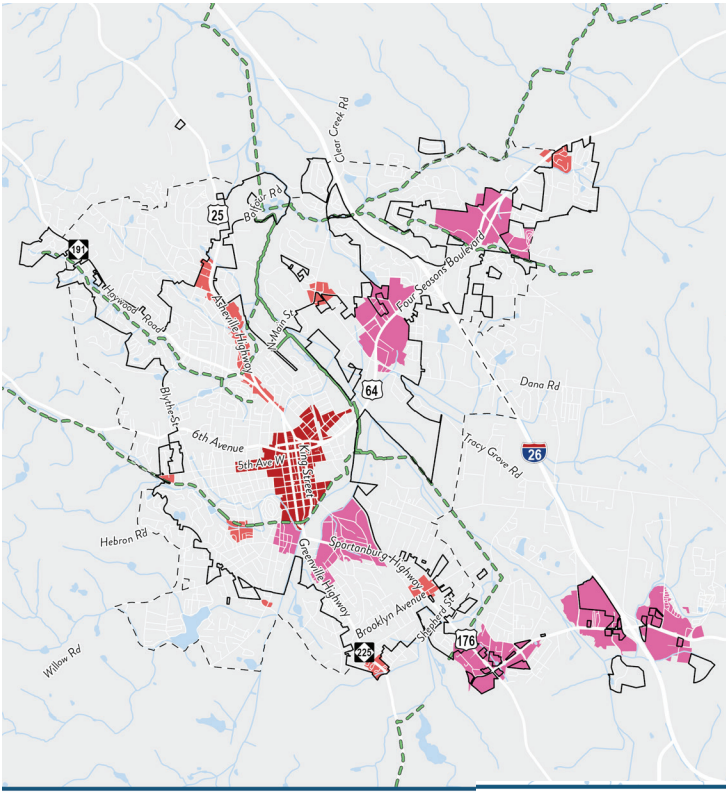 Clear Creek Rd
Balfour Rd
25
191
Four Seasons Boulevard
Haywood Road
Asheville Highway
N Main St
64
Dana Rd
Blythe St
6th Avenue
5th Ave W
King Street
Tracy Grove Rd
26
Hebron Rd
Spartanburg Highway
Greenville Highway
Brooklyn Avenue
Shepherd St
176
225
Willow Rd